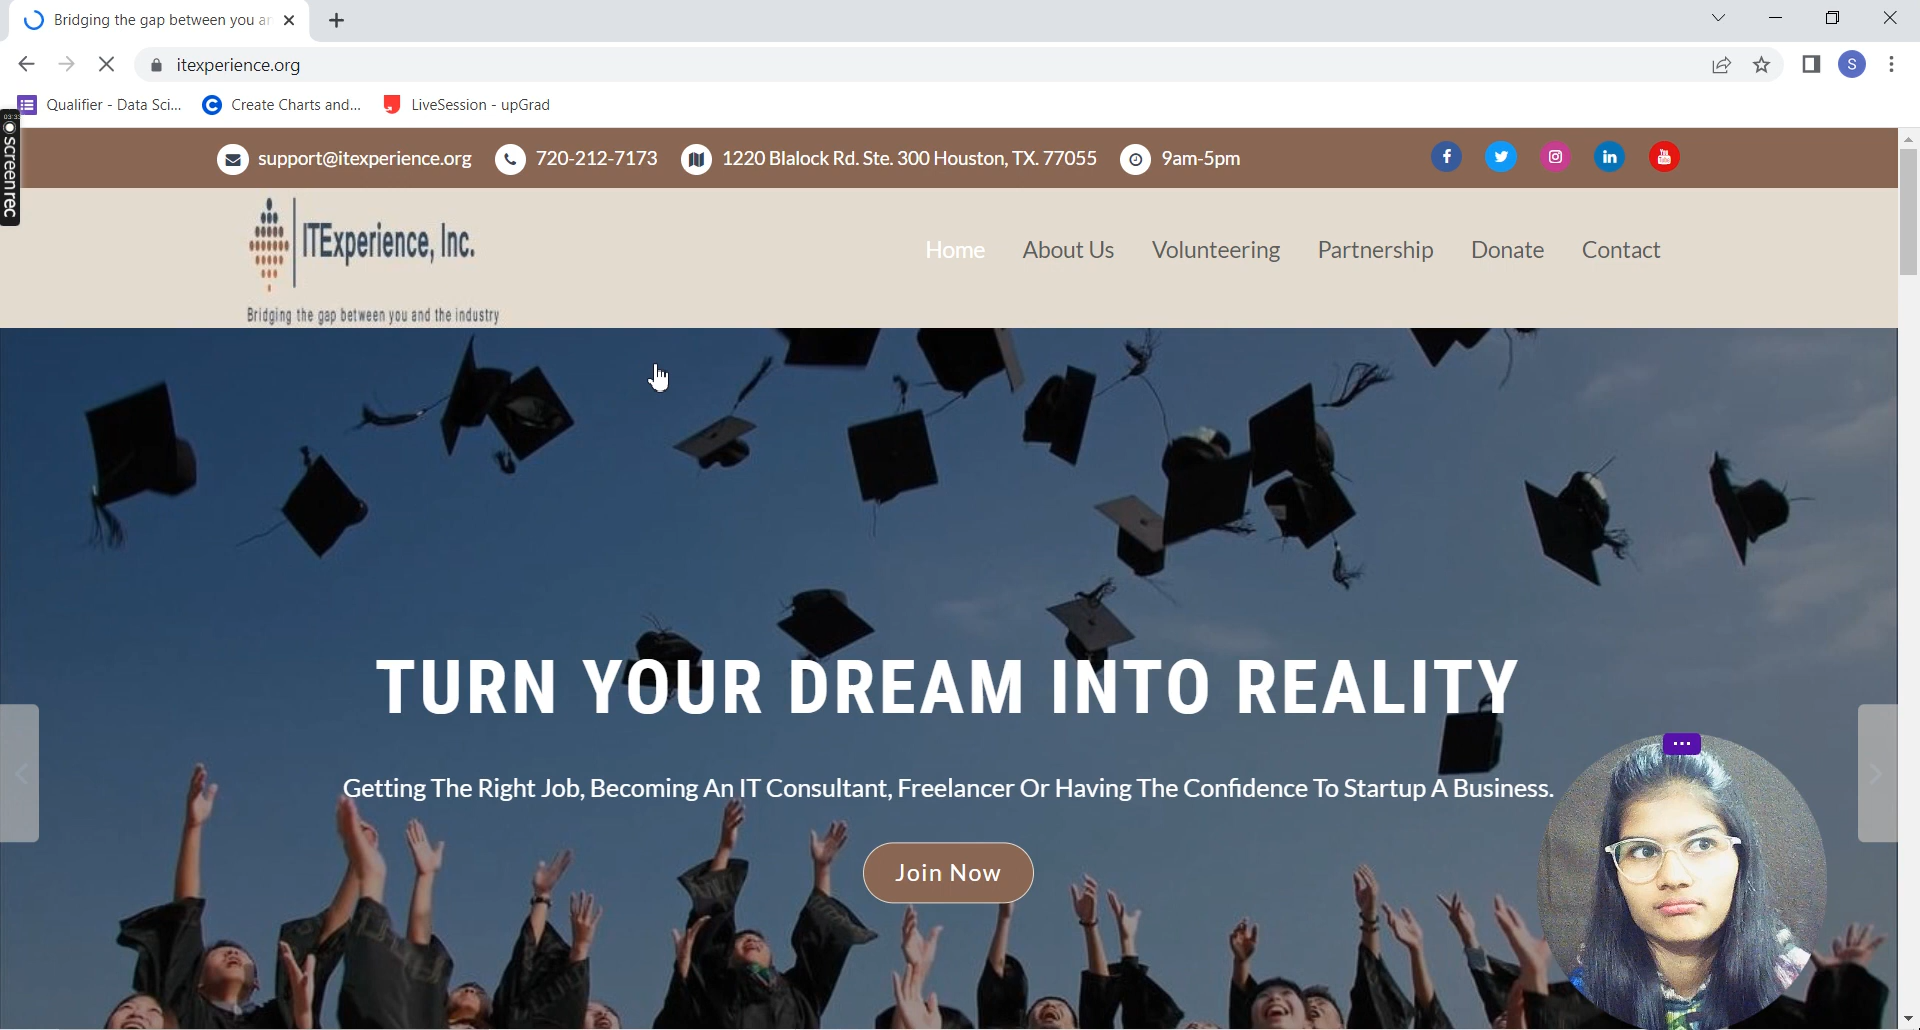 Bridging the gap between you ar
itexperience.org
S
Qualifier - Data Sci...
Create Charts and...
LiveSession - upGrad
screenrec
support@itexperience.org
720-212-7173
1220 Blalock Rd. Ste. 300 Houston, TX. 77055
9am-5pm
ITExperience, Inc.
Bridging the gap between you and the industry
Home
About Us
Volunteering
Partnership
Donate
Contact
TURN YOUR DREAM INTO REALITY
Getting The Right Job, Becoming An IT Consultant, Freelancer Or Having The Confidence To Startup A Business.
Join Now